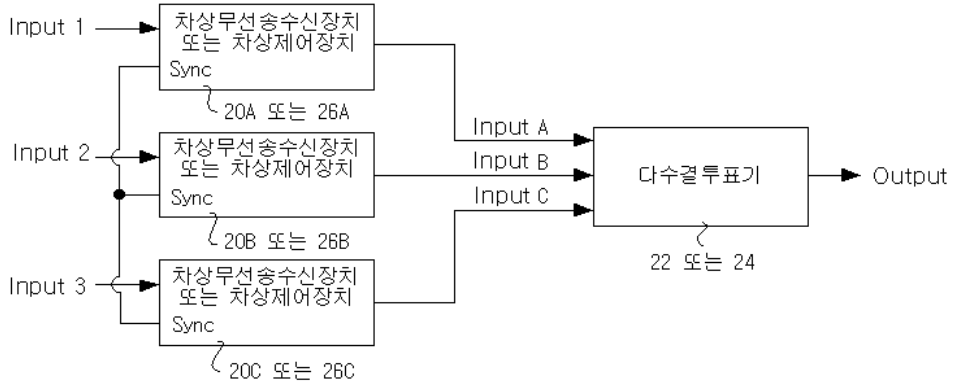 Input 1
차상무선송수신장치
또는 차상제어장치
Sync
20A 또는 26A
Input 2
차상무선송수신장치
또는 차상제어장치
Sync
20B 또는 26B
Input 3
차상무선송수신장치
또는 차상제어장치
Sync
20C 또는 26C
Input A
Input B
Input C
다수결투표기
22 또는 24
Output